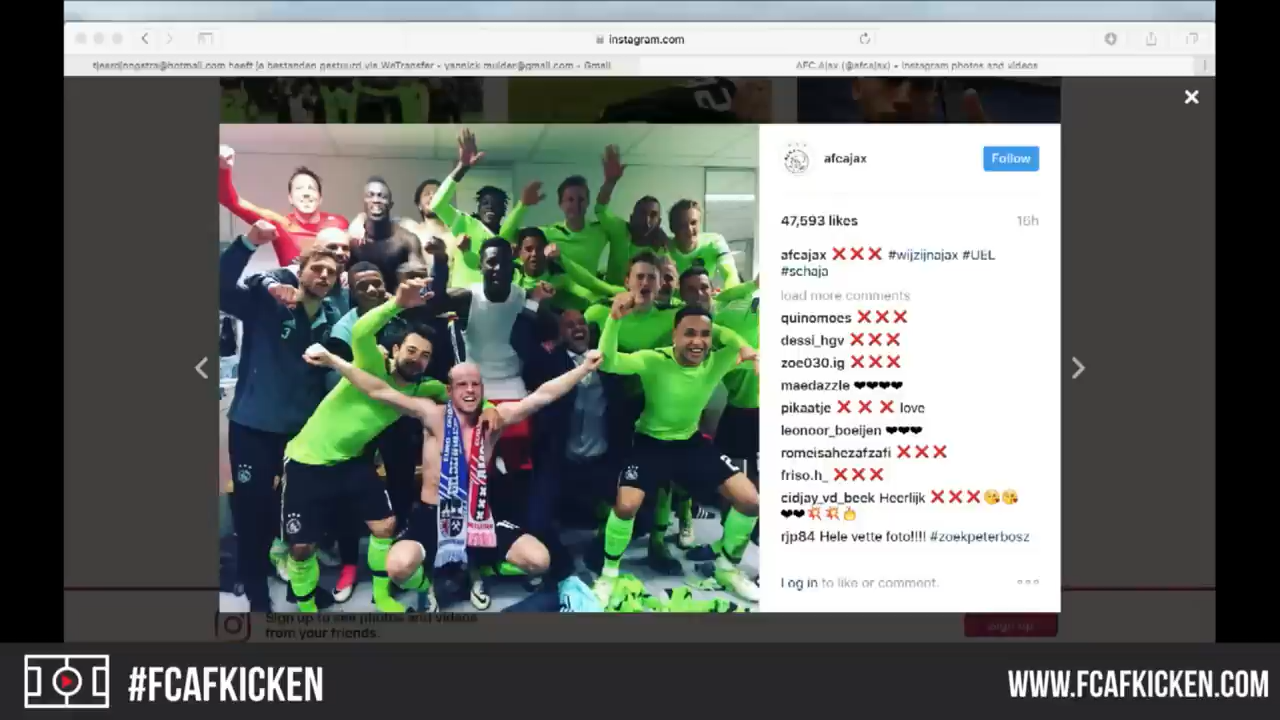 instagram.com
tjeerdjongstra@hotmail.com heeft je bestanden gestuurd via WeTransfer - yannick.mulder@gmail.com - Gmail
AFC Ajax (@afcajax) • Instagram photos and videos
afcajax
Follow
47,593 likes
16h
afcajax ❌❌❌ #wijzijnajax #UEL
#schaja
load more comments
quinomoes ❌❌❌
dessi_hgv ❌❌❌
zoe030.ig ❌❌❌
maedazzle ❤❤❤❤
pikaatje ❌ ❌ ❌ love
leonoor_boeijen ❤❤❤
romeisahezafzafi ❌❌❌
friso.h_ ❌❌❌
cidjay_vd_beek Heerlijk ❌❌❌😘😘
❤❤💥💥👌
rjp84 Hele vette foto!!!! #zoekpeterbosz
Log in to like or comment.
Sign up to see photos and videos
from your friends.
Sign up
#FCAFKICKEN
WWW.FCAFKICKEN.COM